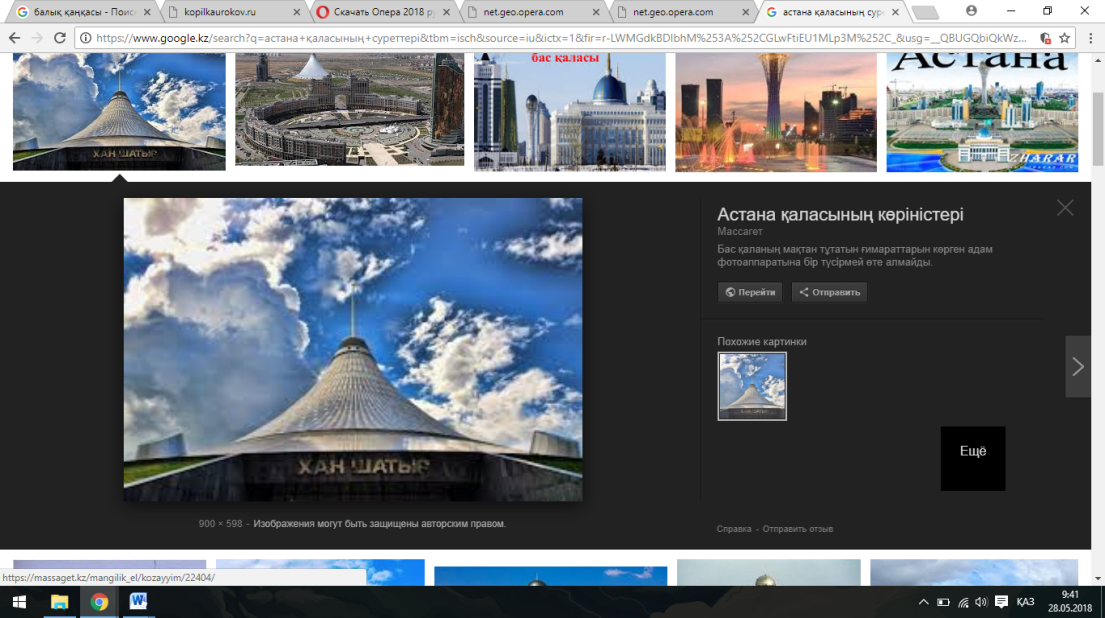 балық қаңқасы - Поис
kopilkaurokov.ru
Скачать Опера 2018 ру
net.geo.opera.com
net.geo.opera.com
астана қаласының суре
https://www.google.kz/search?q=астана+қаласының+суреттері&tbm=isch&source=iu&ictx=1&fir=r-LWMGdkBDIbhM%253A%252CGLwFtiEU1MLp3M%252C_&usg=__QBUGQbiQkWz...
ХАН ШАТЫР
бас қаласы
Астана
ZHARAR
ХАН ШАТЫР
Астана қаласының көріністері
Массагет
Бас қаланың мақтан тұтатын ғимараттарын көрген адам
фотоаппаратына бір түсірмей өте алмайды.
Перейти
Отправить
Похожие картинки
Ещё
900 × 598 - Изображения могут быть защищены авторским правом.
Справка - Отправить отзыв
https://massaget.kz/mangilik_el/kozayyim/22404/
ҚАЗ
9:41
28.05.2018